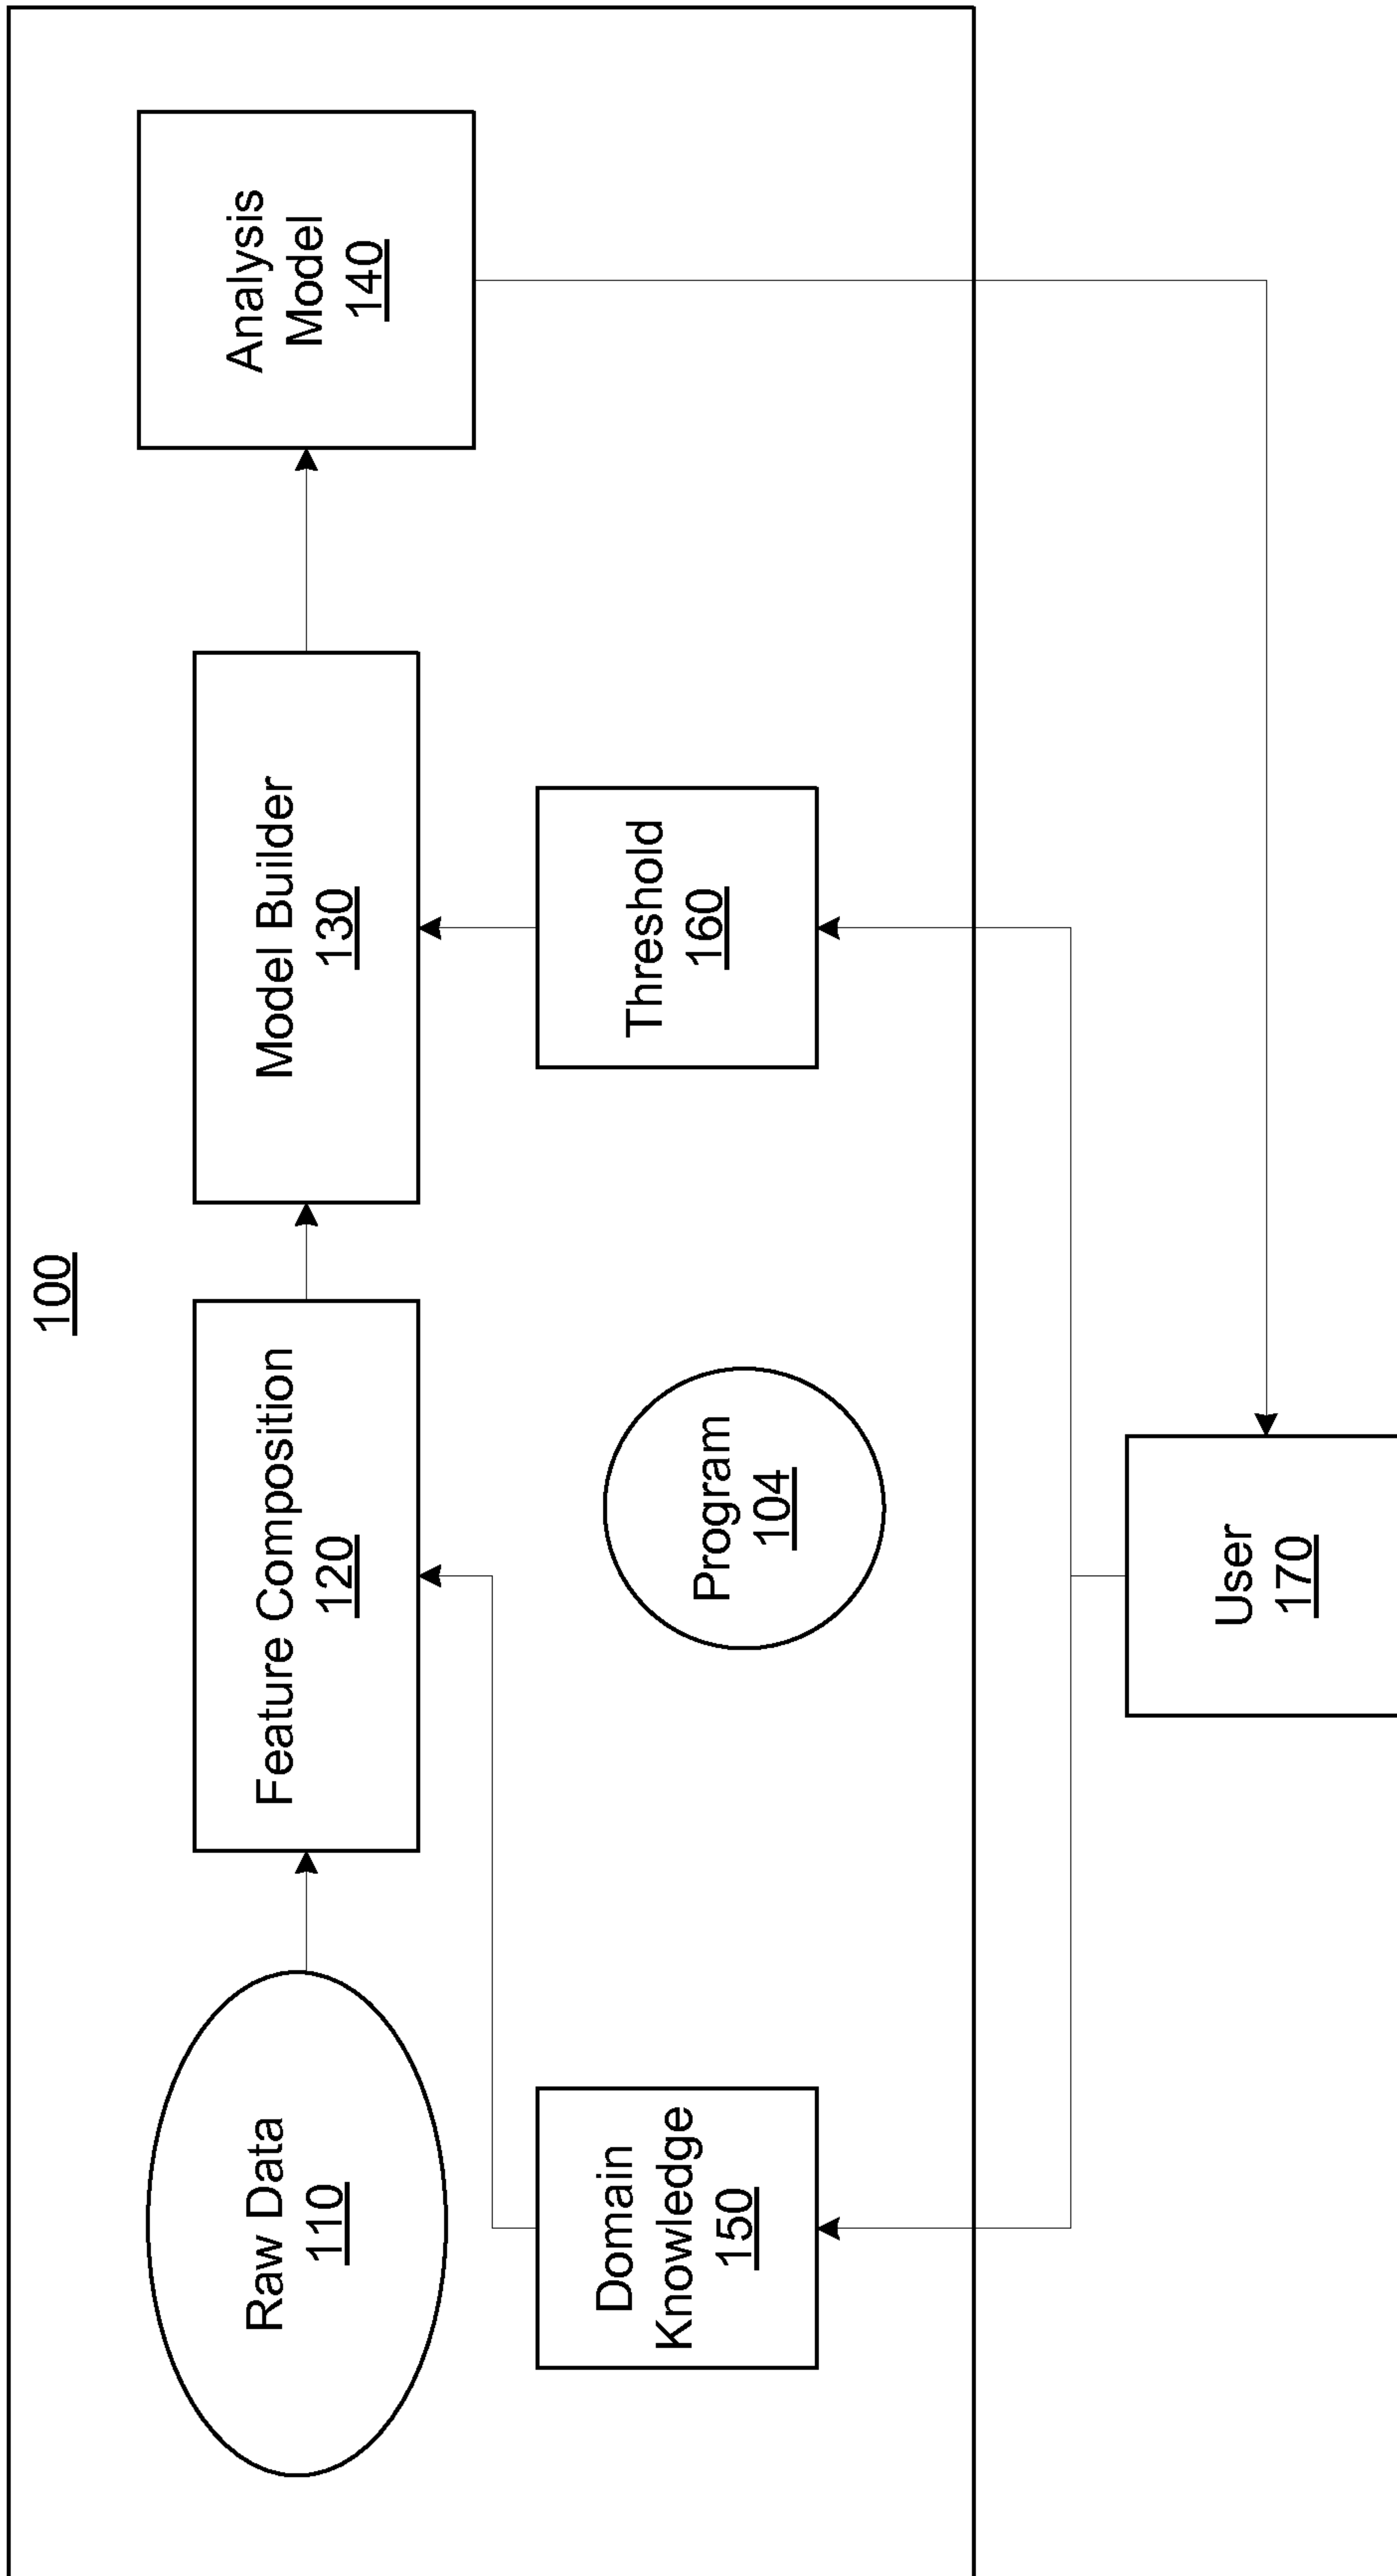 100
Raw Data
110
Feature Composition
120
Model Builder
130
Analysis
Model
140
Domain
Knowledge
150
Program
104
Threshold
160
User
170